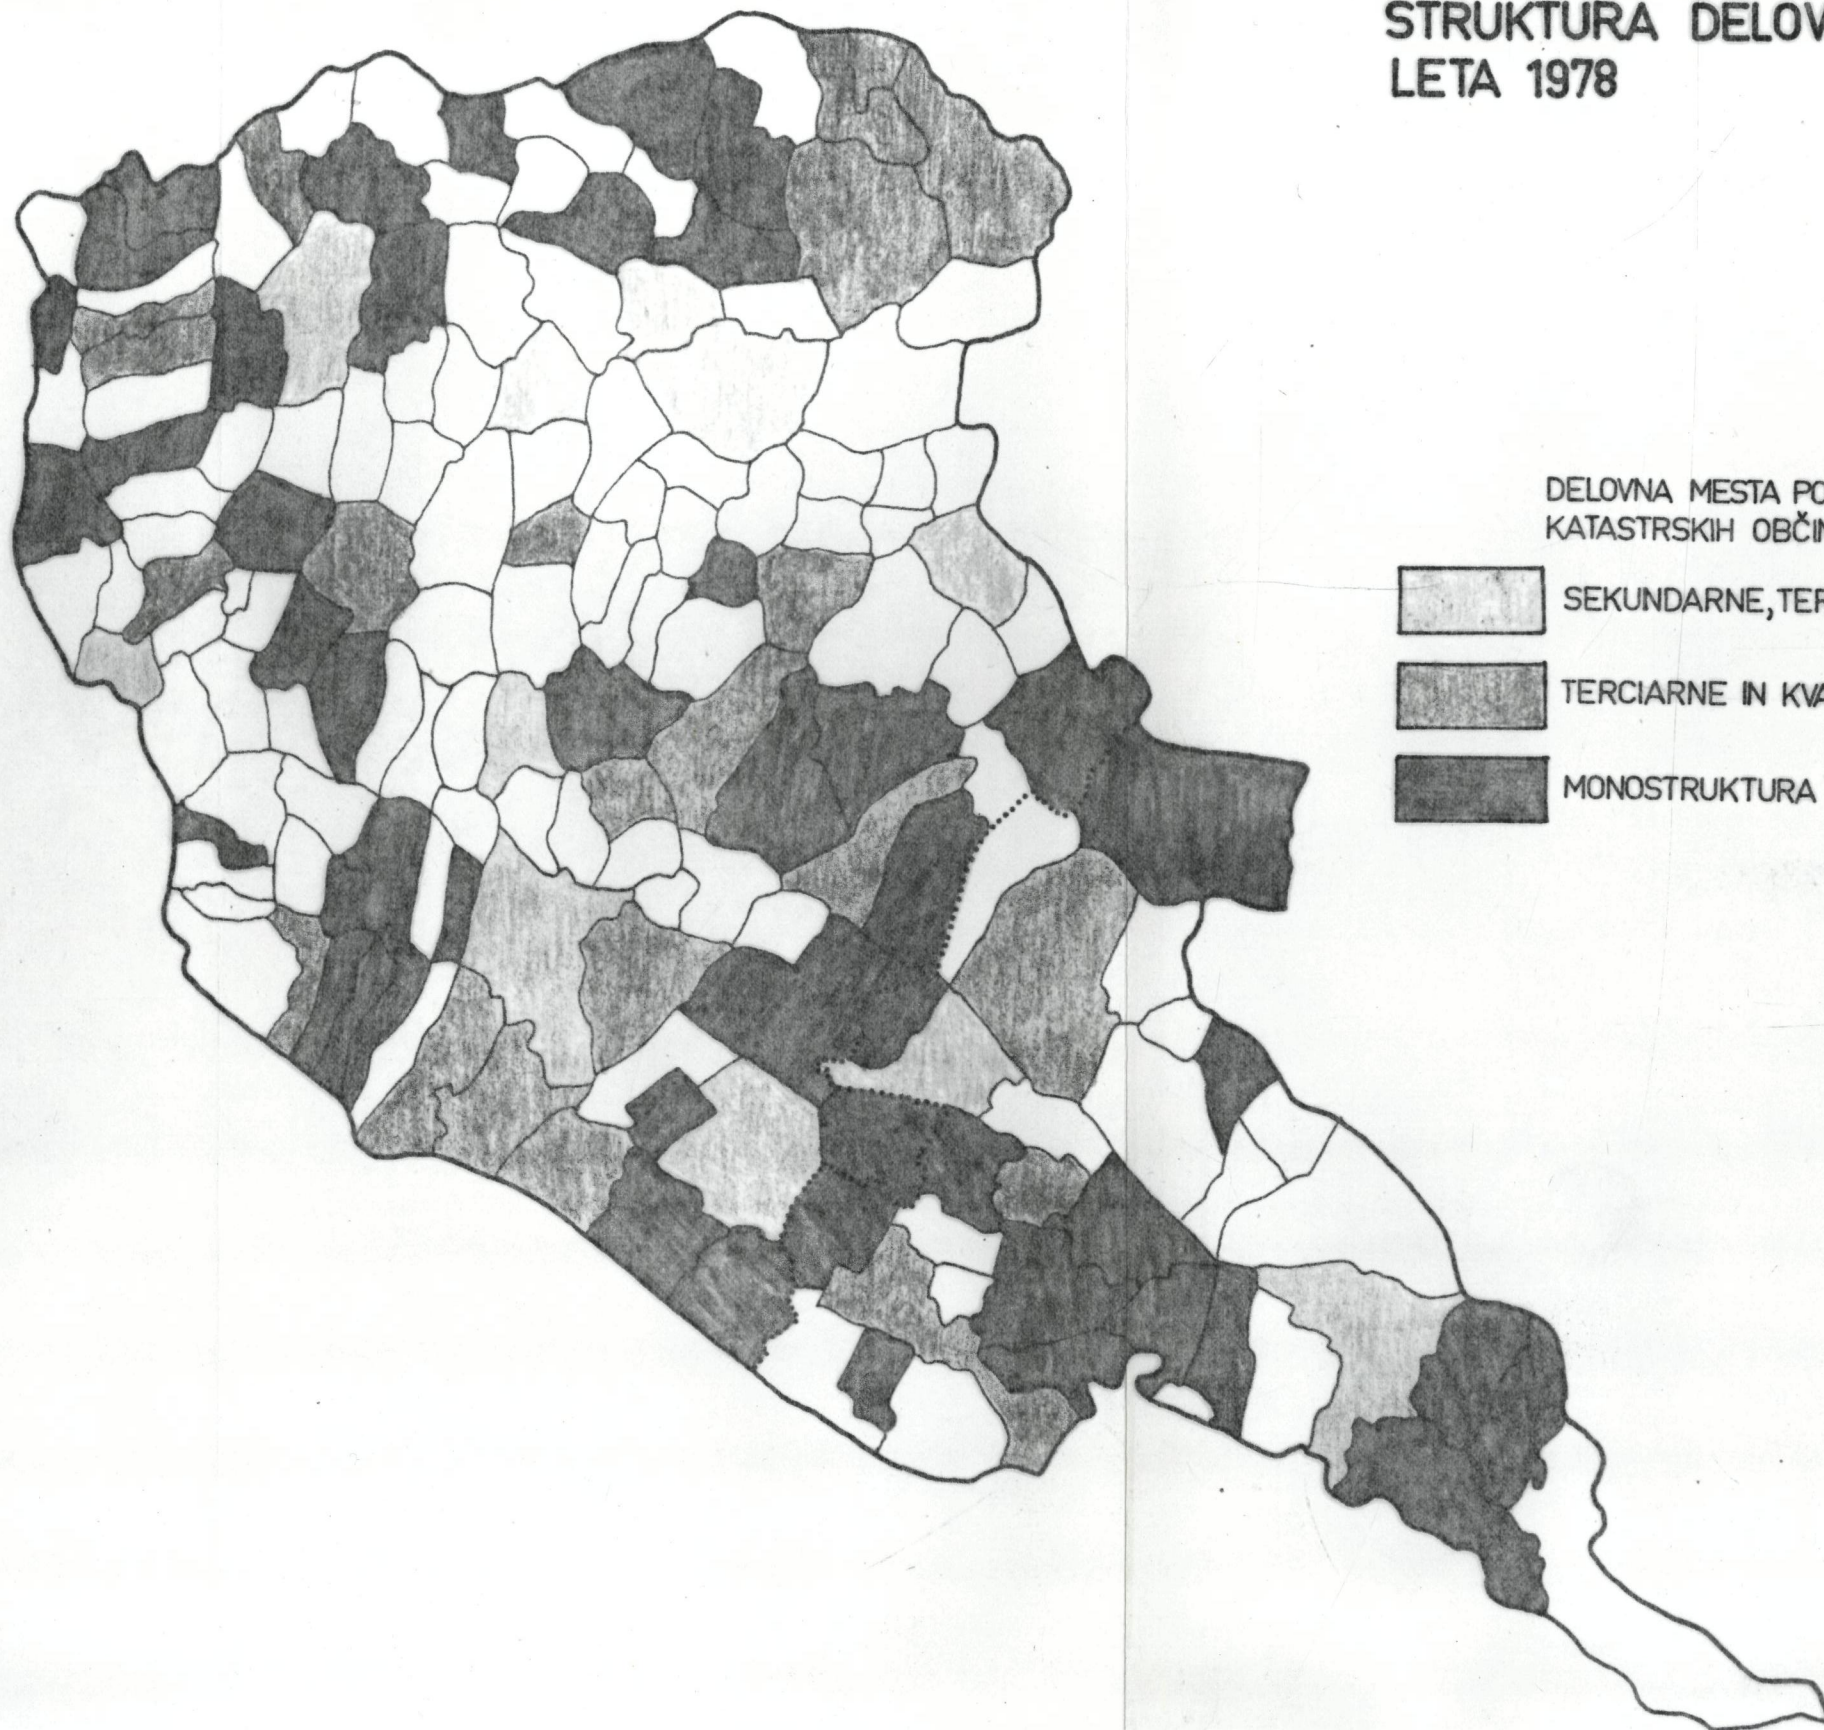 STRUKTURA DELOV
LETA 1978
DELOVNA MESTA PO
KATASTRSKIH OBČIN
SEKUNDARNE, TER
TERCIARNE IN KVA
MONOSTRUKTURA